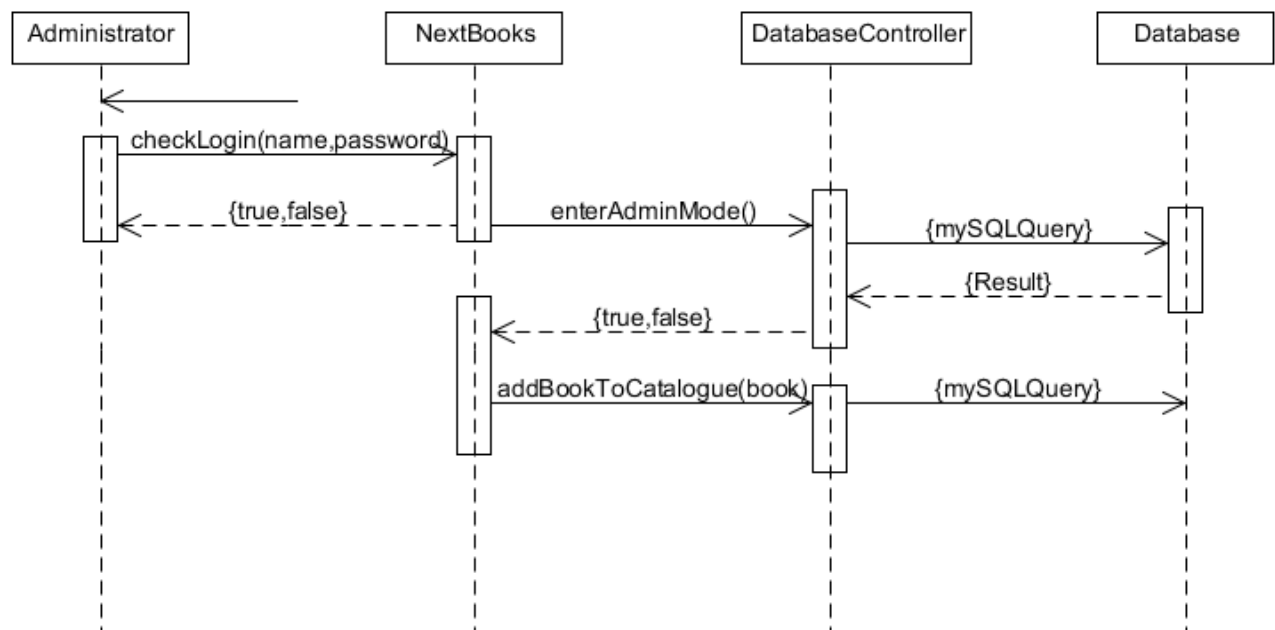 Administrator
NextBooks
DatabaseController
Database
checkLogin(name,password)
{true,false}
enterAdminMode()
{mySQLQuery}
{Result}
{true,false}
addBookToCatalogue(book)
{mySQLQuery}